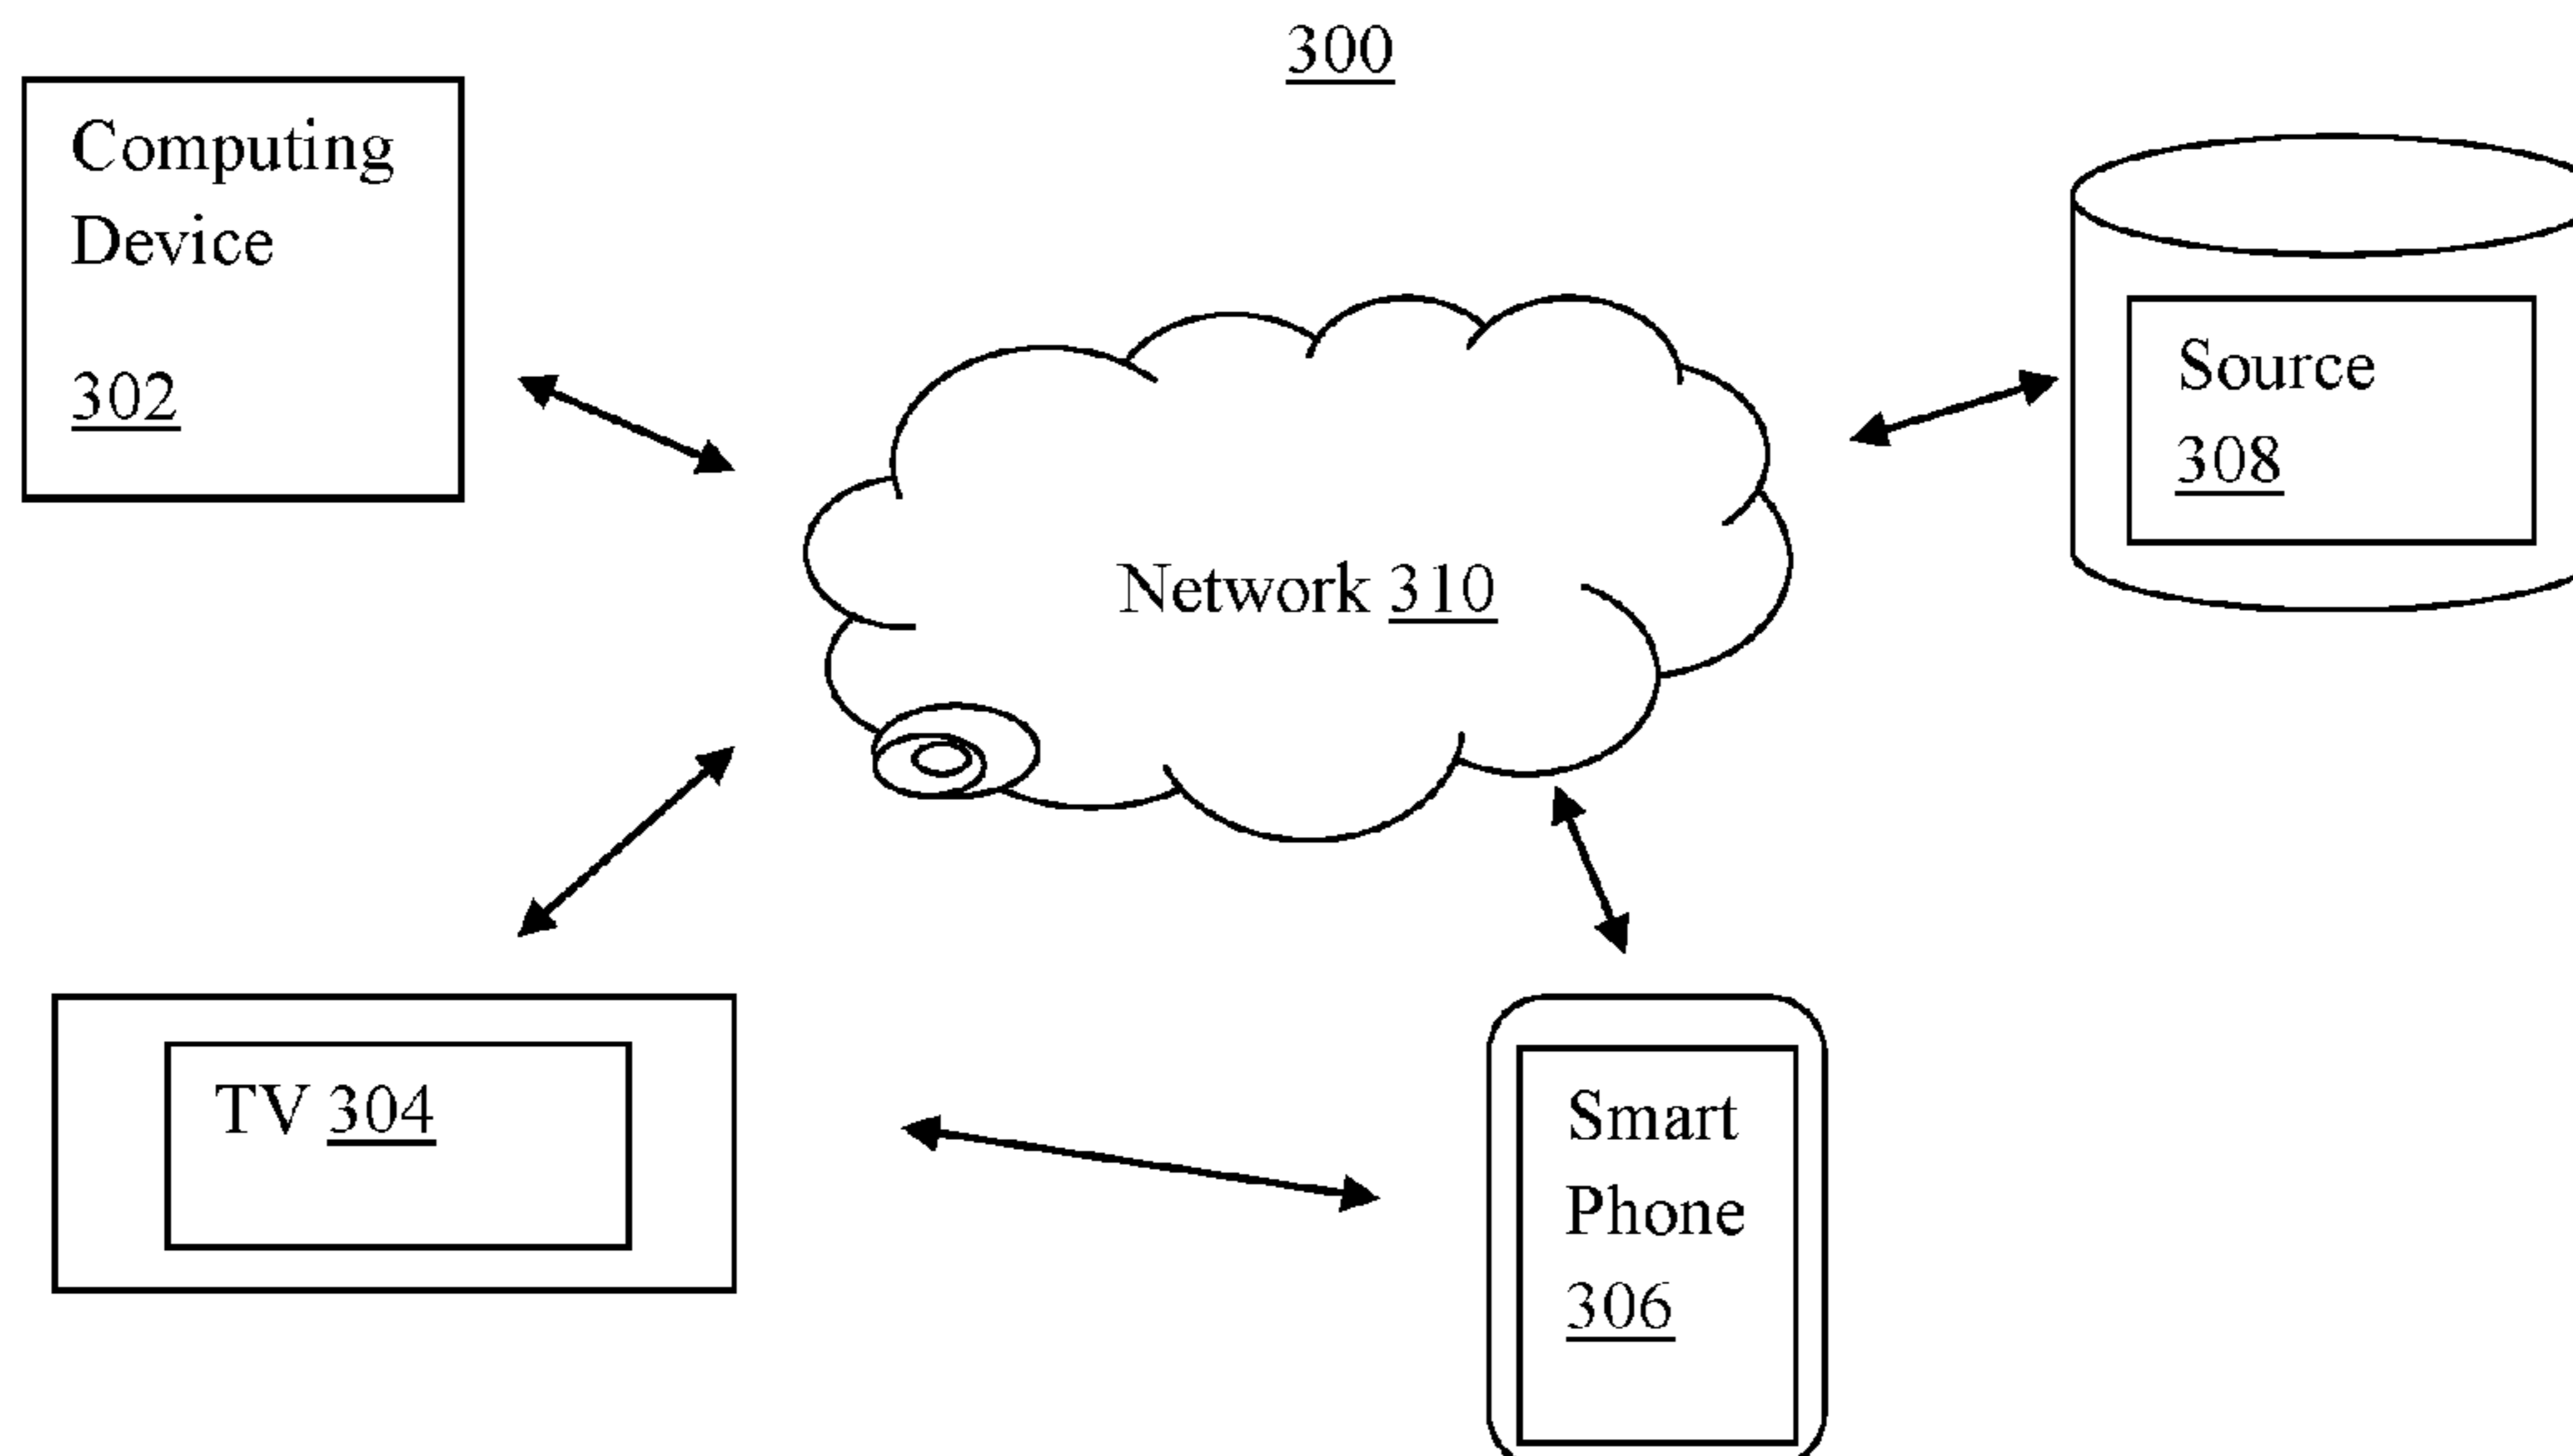 300
Computing
Device
302
Source
308
Network 310
TV 304
Smart
Phone
306